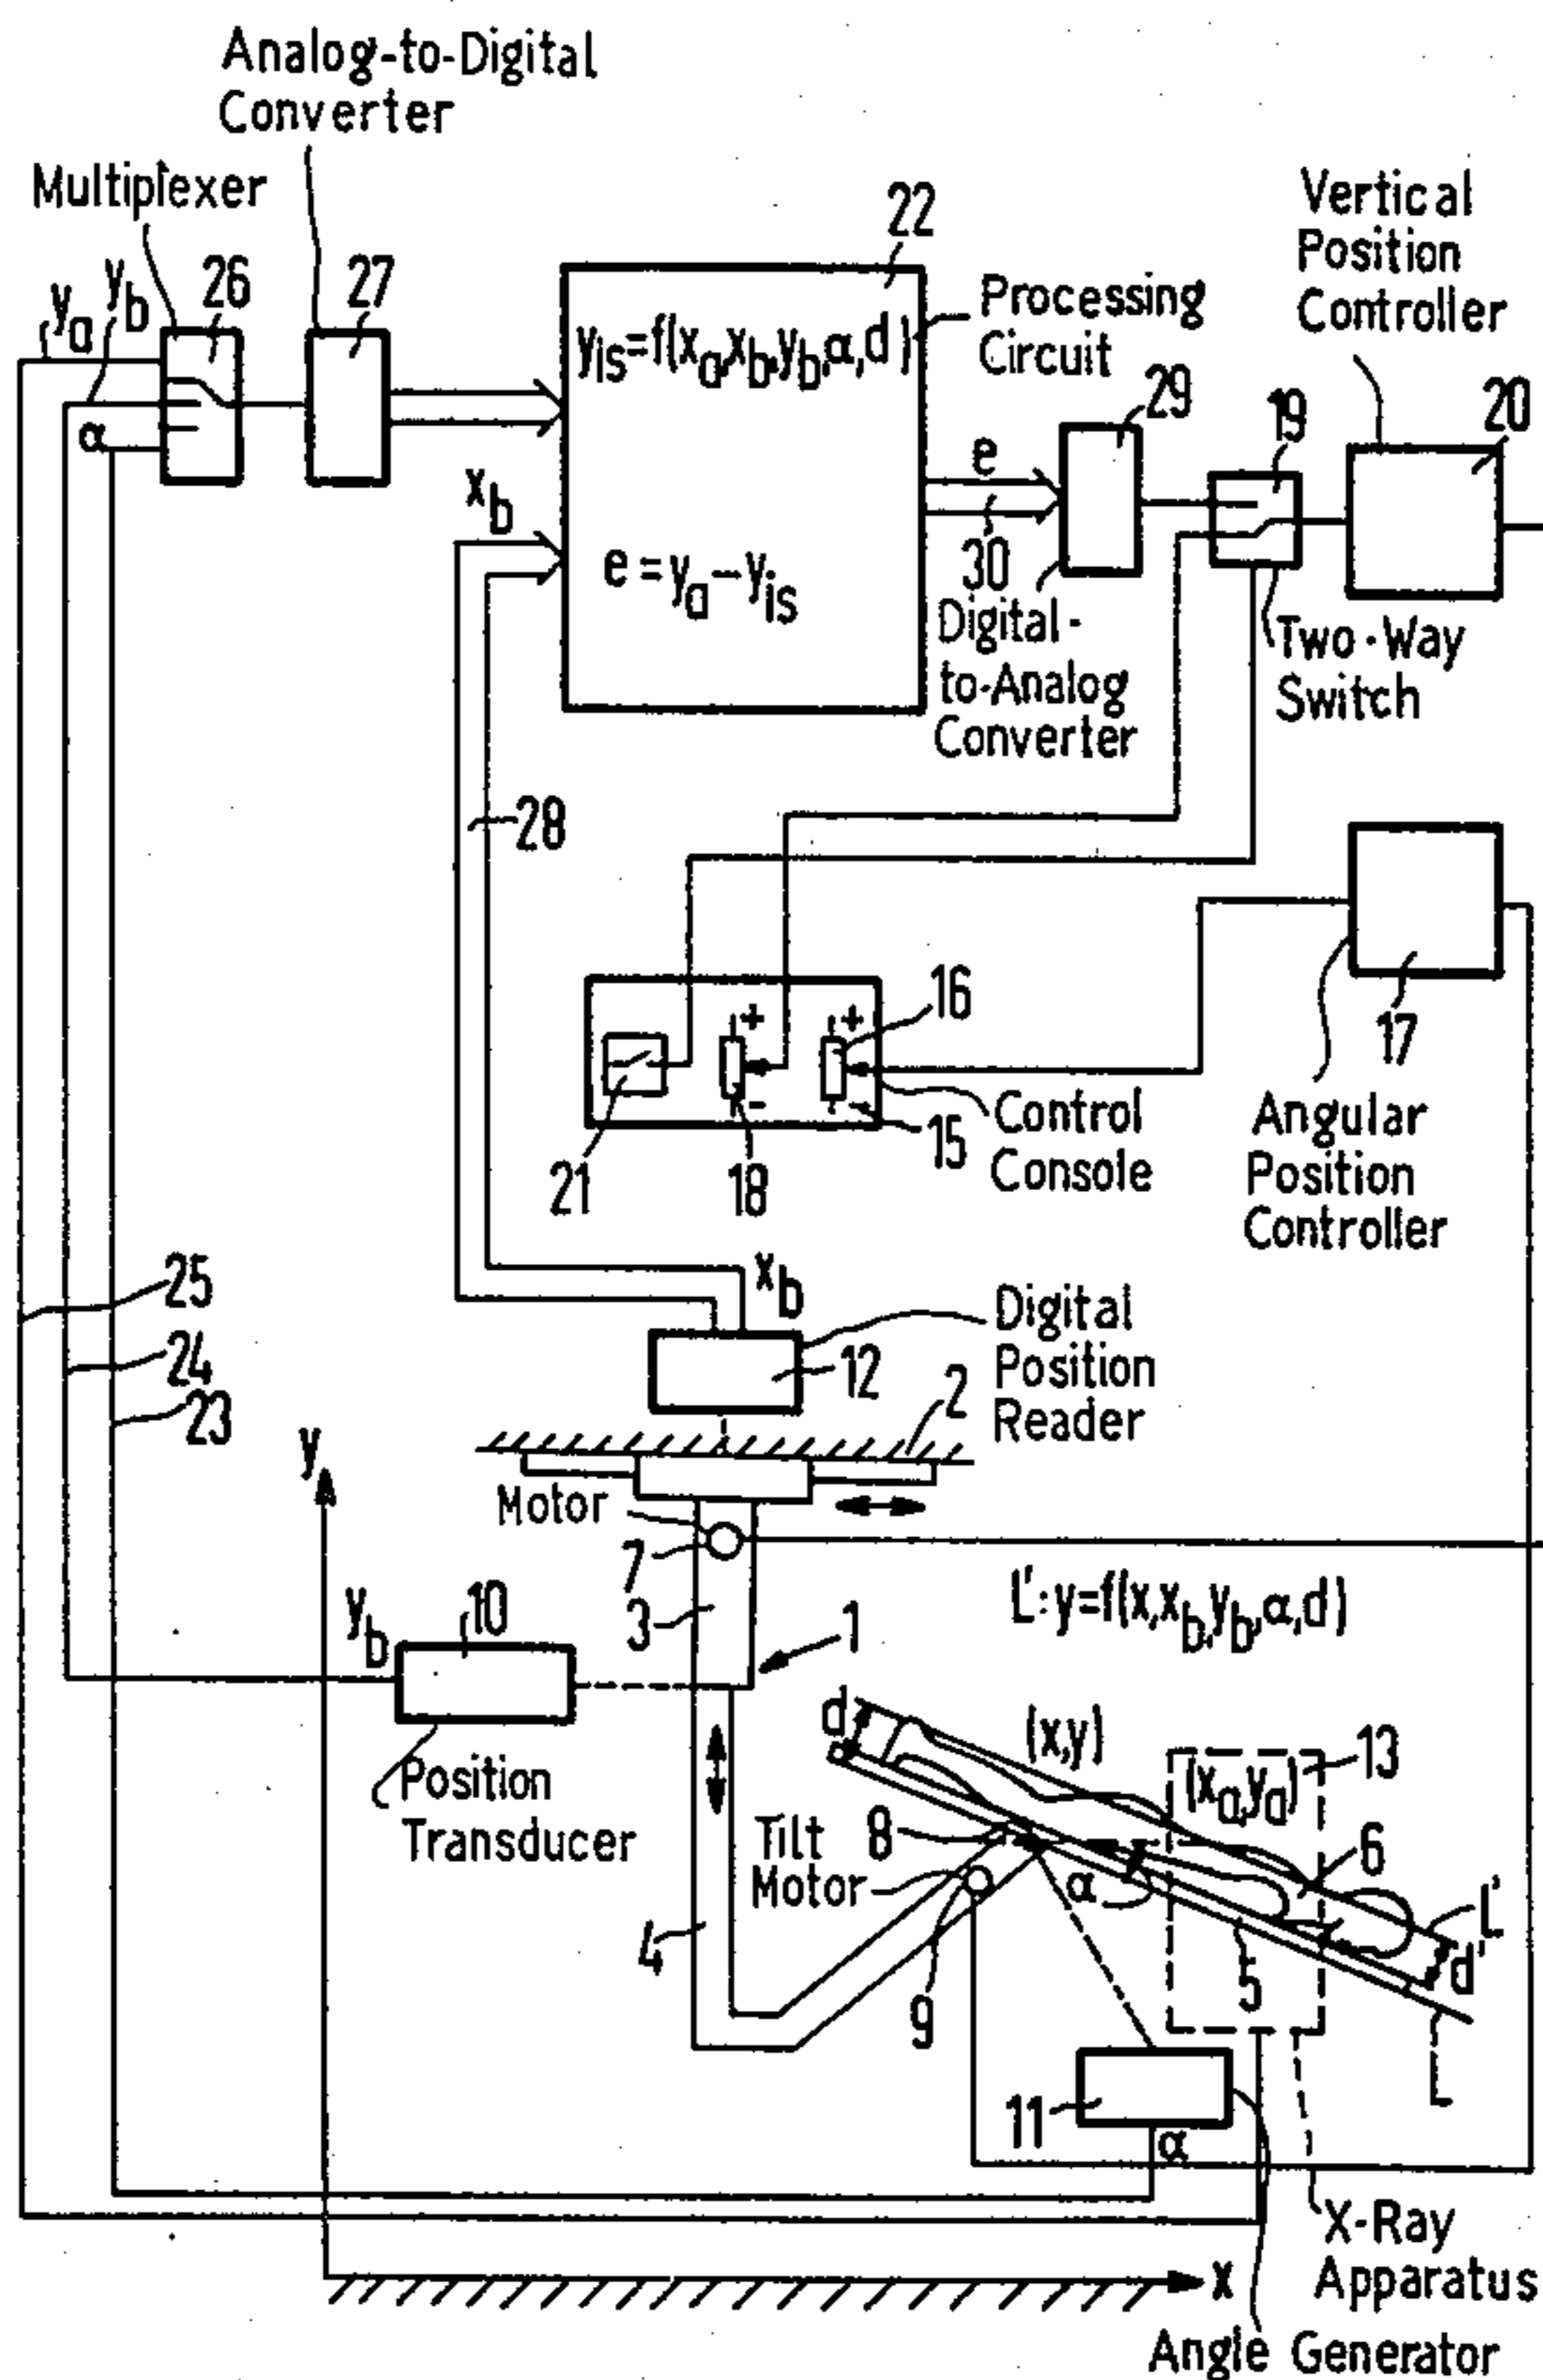 Analog-to-Digital
Converter
Multiplexer
22
Vertical
Position
Controller
ya
yb
26
27
Processing
Circuit
yis=f(xa,xb,yb,α,d)
29
19
20
α
xb
e
30
e=ya-yis
Digital-
to-Analog
Converter
Two-Way
Switch
28
16
+
+
17
21
-
-
18
15
Control
Console
Angular
Position
Controller
25
xb
Digital
Position
Reader
24
12
2
23
y
Motor
7
3
L':y=f(x,xb,yb,α,d)
yb
10
1
d
(x,y)
13
(xa,ya)
Position
Transducer
Tilt
Motor
8
6
α
L'
4
d'
5
9
L
11
α
X-Ray
Apparatus
x
Angle Generator